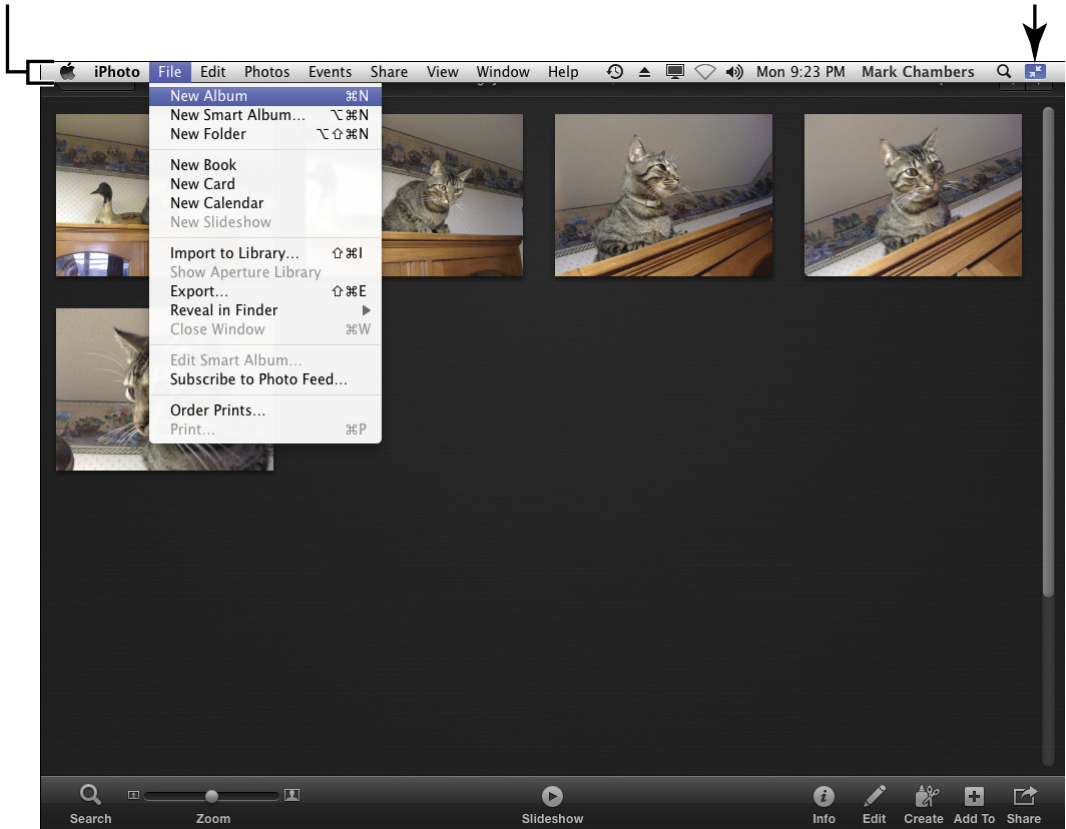 iPhoto File Edit Photos Events Share View Window Help Mon 9:23 PM Mark Chambers
New Album ⌘N
New Smart Album... ⌥⌘N
New Folder ⌥⇧⌘N
New Book
New Card
New Calendar
New Slideshow
Import to Library... ⇧⌘I
Show Aperture Library
Export... ⇧⌘E
Reveal in Finder
Close Window ⌘W
Edit Smart Album...
Subscribe to Photo Feed...
Order Prints...
Print... ⌘P
Search Zoom Slideshow Info Edit Create Add To Share